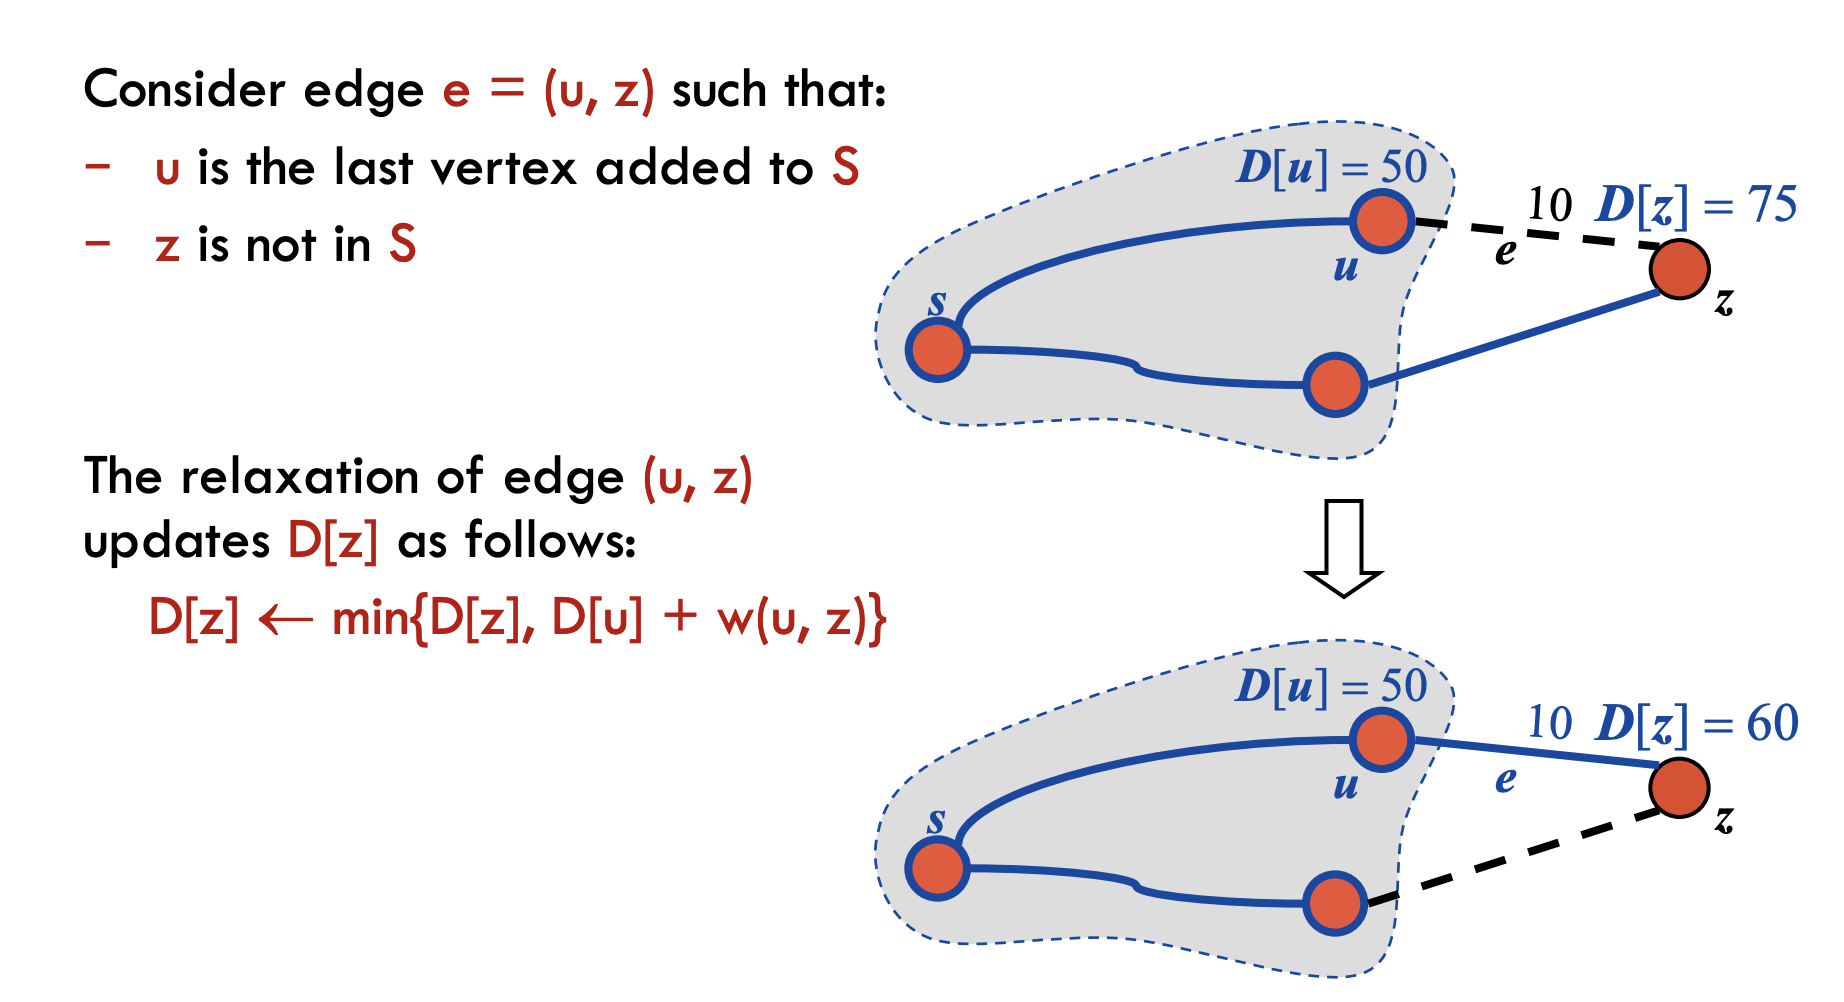 Consider edge e = (u, z) such that:
– u is the last vertex added to S
– z is not in S
The relaxation of edge (u, z)
updates D[z] as follows:
D[z] ← min{D[z], D[u] + w(u, z)}
D[u] = 50
10 D[z] = 75
e
u
z
s
D[u] = 50
10 D[z] = 60
e
u
z
s